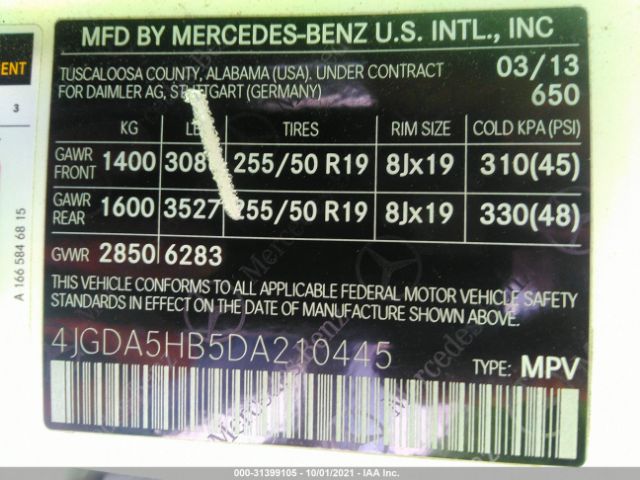 MFD BY MERCEDES-BENZ U.S. INTL., INC
TUSCALOOSA COUNTY, ALABAMA (USA). UNDER CONTRACT 03/13
FOR DAIMLER AG, (GERMANY) 650
KG TIRES RIM SIZE COLD KPA (PSI)
GAWR FRONT 1400 255/50 R19 8Jx19 310(45)
GAWR REAR 1600 3527 255/50 R19 8Jx19 330(48)
GVWR 2850 6283
THIS VEHICLE CONFORMS TO ALL APPLICABLE FEDERAL MOTOR VEHICLE SAFETY
STANDARDS IN EFFECT ON THE DATE OF MANUFACTURE SHOWN ABOVE.
4JGDA5HB5DA210445
TYPE: MPV
3
A 166 584 68 15
000-31399105 - 10/01/2021 - IAA Inc.